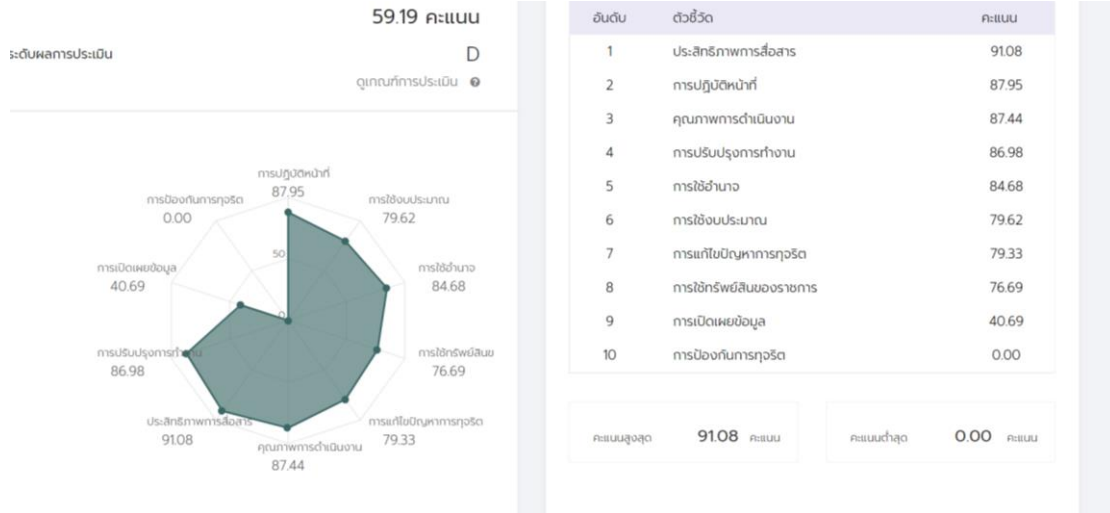 59.19 คะแนน
ระดับผลการประเมิน D
ดูเกณฑ์การประเมิน
การปฏิบัติหน้าที่
87.95
การป้องกันการทุจริต
0.00
การใช้งบประมาณ
79.62
50
การเปิดเผยข้อมูล
40.69
การใช้อำนาจ
84.68
0
การปรับปรุงการทำงาน
86.98
การใช้ทรัพย์สินข
76.69
ประสิทธิภาพการสื่อสาร
91.08
การแก้ไขปัญหาการทุจริต
79.33
คุณภาพการดำเนินงาน
87.44
อันดับ ตัวชี้วัด คะแนน
1 ประสิทธิภาพการสื่อสาร 91.08
2 การปฏิบัติหน้าที่ 87.95
3 คุณภาพการดำเนินงาน 87.44
4 การปรับปรุงการทำงาน 86.98
5 การใช้อำนาจ 84.68
6 การใช้งบประมาณ 79.62
7 การแก้ไขปัญหาการทุจริต 79.33
8 การใช้ทรัพย์สินของราชการ 76.69
9 การเปิดเผยข้อมูล 40.69
10 การป้องกันการทุจริต 0.00
คะแนนสูงสุด 91.08 คะแนน
คะแนนต่ำสุด 0.00 คะแนน